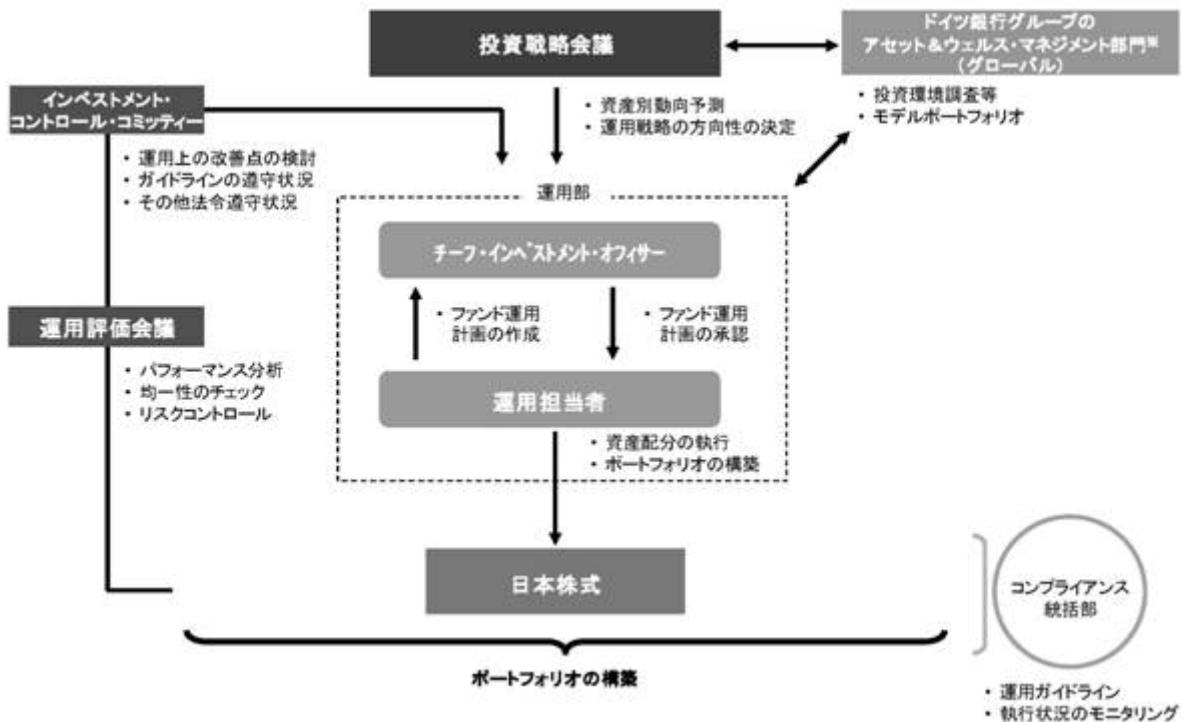 投資戦略会議
ドイツ銀行グループの
アセット&ウェルス・マネジメント部門※
(グローバル)
・投資環境調査等
・モデルポートフォリオ
インベストメント・
コントロール・コミッティー
・資産別動向予測
・運用戦略の方向性の決定
・運用上の改善点の検討
・ガイドラインの遵守状況
・その他法令遵守状況
運用部
チーフ・インベストメント・オフィサー
・ファンド運用
計画の作成
・ファンド運用
計画の承認
運用評価会議
・パフォーマンス分析
・均一性のチェック
・リスクコントロール
運用担当者
・資産配分の執行
・ポートフォリオの構築
日本株式
コンプライアンス
統括部
ポートフォリオの構築
・運用ガイドライン
・執行状況のモニタリング